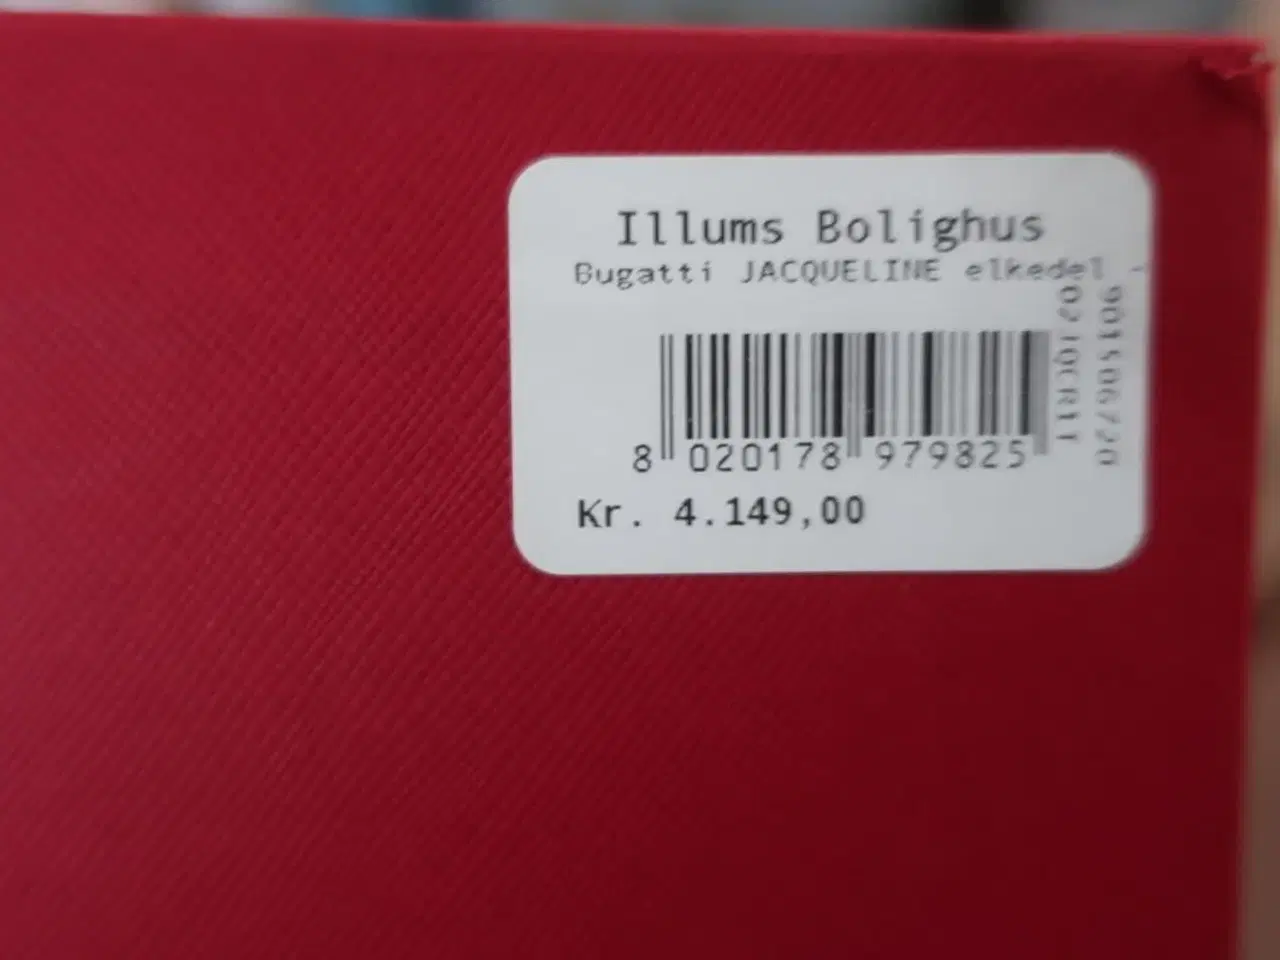 Illums Bolighus
Bugatti JACQUELINE elkedel -
8 020178 979825
Kr. 4.149,00